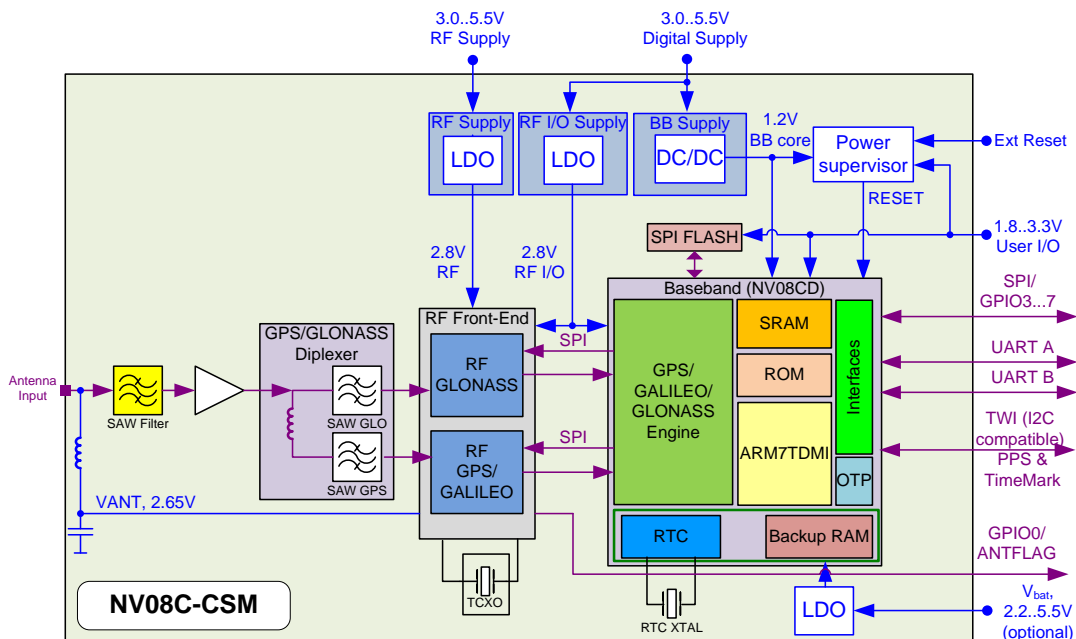 3.0..5.5V
RF Supply
3.0..5.5V
Digital Supply
RF Supply
LDO
RF I/O Supply
LDO
BB Supply
DC/DC
1.2V
BB core
Power
supervisor
Ext Reset
RESET
1.8..3.3V
User I/O
SPI FLASH
2.8V
RF
2.8V
RF I/O
Baseband (NV08CD)
SPI/
GPIO3...7
RF Front-End
GPS/GLONASS
Diplexer
RF
GLONASS
SPI
GPS/
GALILEO/
GLONASS
Engine
SRAM
ROM
ARM7TDMI
Interfaces
OTP
UART A
UART B
Antenna
Input
SAW Filter
SAW GLO
SAW GPS
RF
GPS/
GALILEO
SPI
TWI (I2C
compatible)
PPS &
TimeMark
VANT, 2.65V
RTC
Backup RAM
GPIO0/
ANTFLAG
TCXO
RTC XTAL
LDO
Vbat,
2.2..5.5V
(optional)
NV08C-CSM